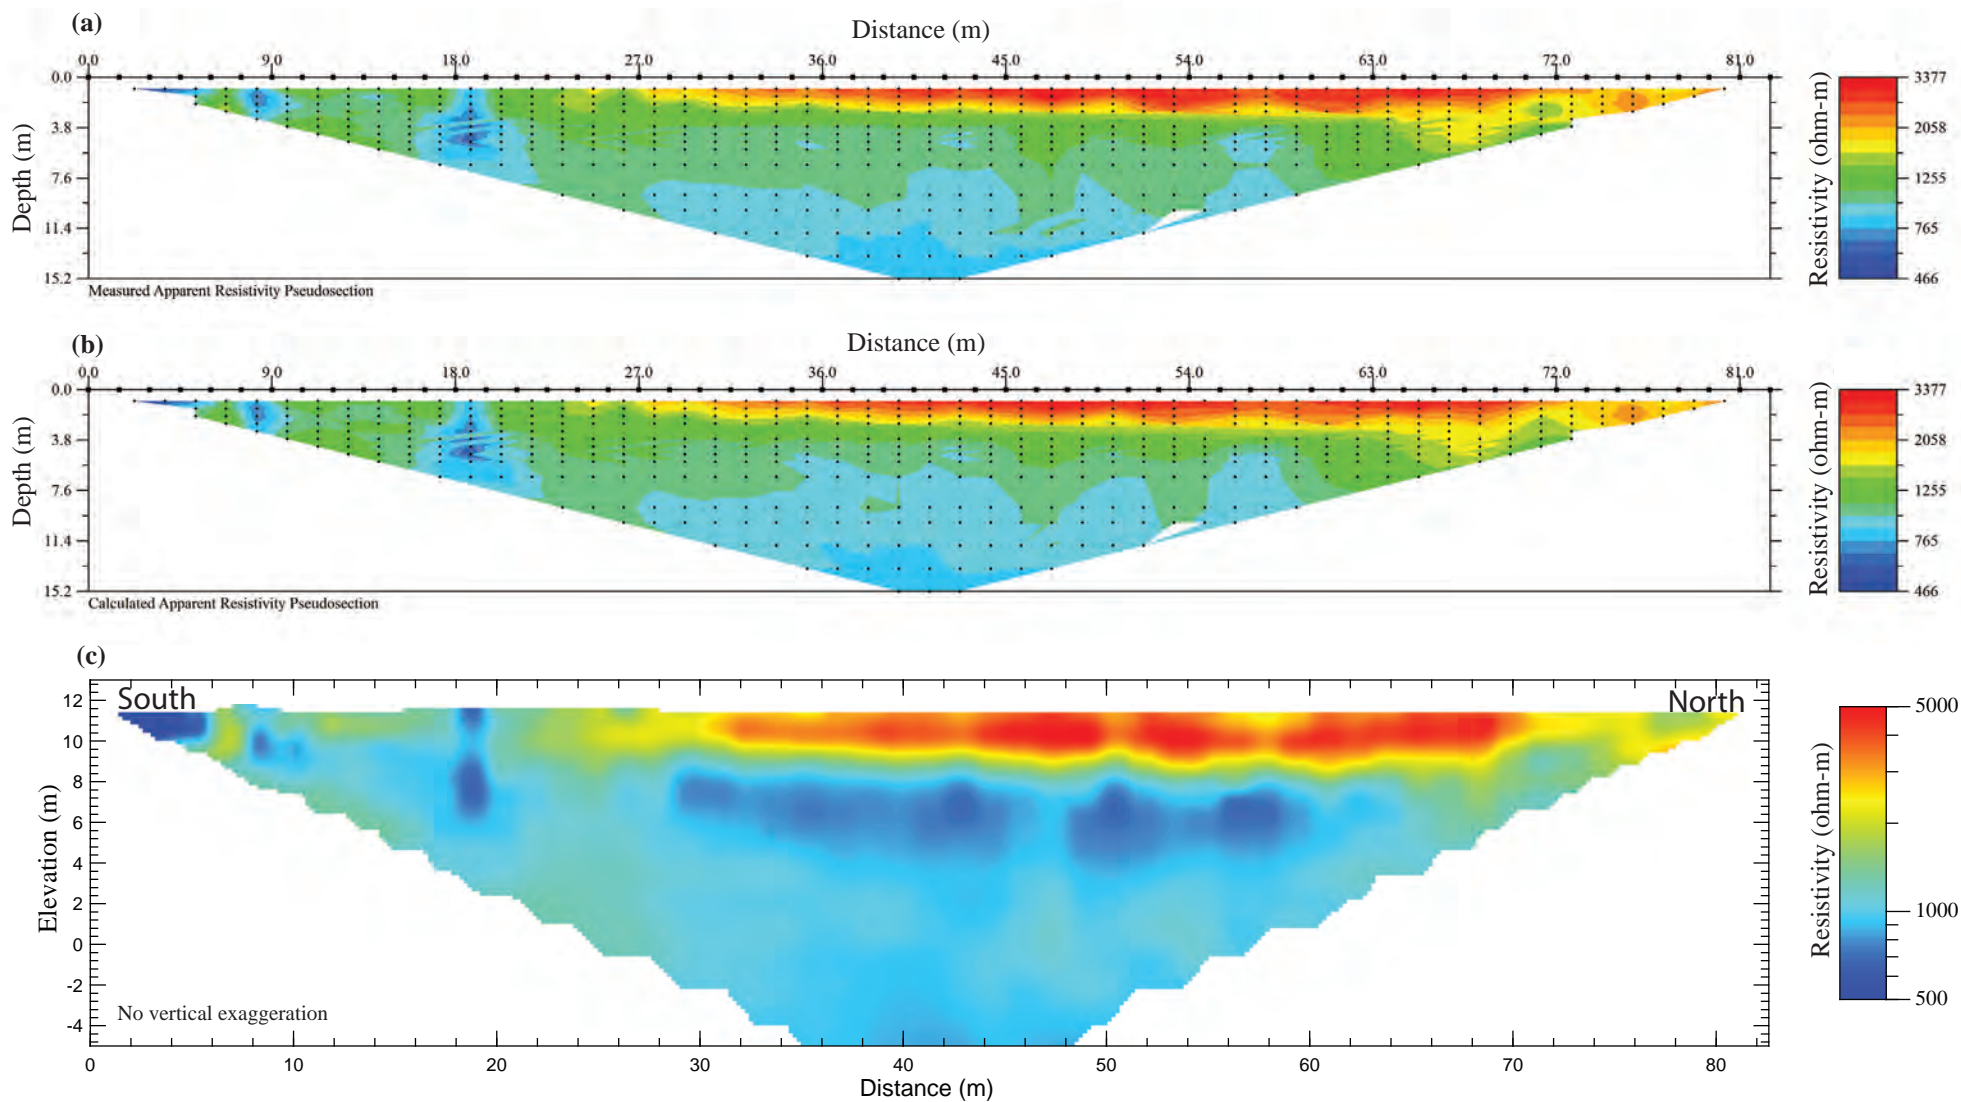 (a)
Distance (m)
0.0 9.0 18.0 27.0 36.0 45.0 54.0 63.0 72.0 81.0
Depth (m)
0.0
3.8
7.6
11.4
15.2
Measured Apparent Resistivity Pseudosection
Resistivity (ohm-m)
3377
2058
1255
765
466
(b)
Distance (m)
0.0 9.0 18.0 27.0 36.0 45.0 54.0 63.0 72.0 81.0
Depth (m)
0.0
3.8
7.6
11.4
15.2
Calculated Apparent Resistivity Pseudosection
Resistivity (ohm-m)
3377
2058
1255
765
466
(c)
South
North
Elevation (m)
12
10
8
6
4
2
0
-2
-4
No vertical exaggeration
0 10 20 30 40 50 60 70 80
Distance (m)
Resistivity (ohm-m)
5000
1000
500